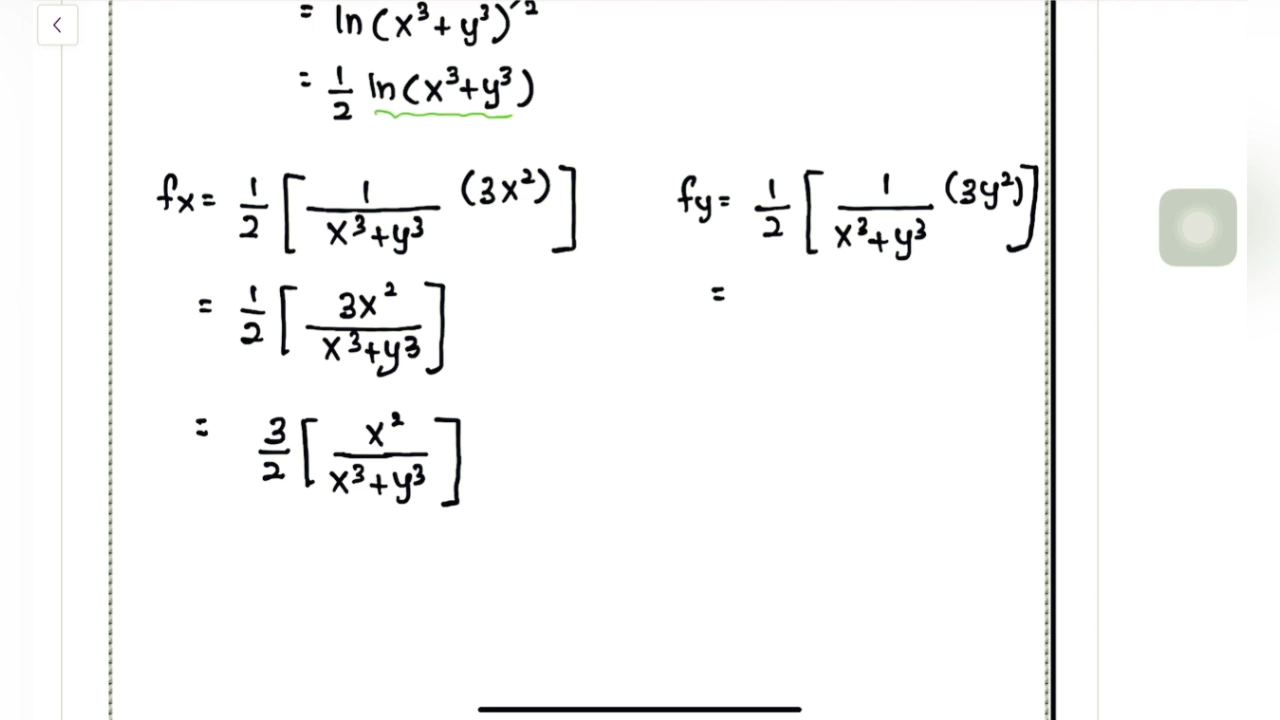 = ln(x³+y³)^½
= 1/2 ln(x³+y³)
fx = 1/2 [ 1/(x³+y³) (3x²) ]
= 1/2 [ 3x²/(x³+y³) ]
= 3/2 [ x²/(x³+y³) ]
fy = 1/2 [ 1/(x³+y³) (3y²) ]
=